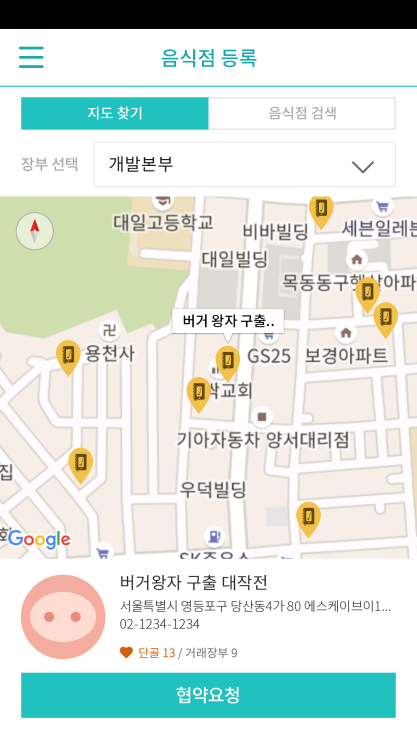 음식점 등록
지도 찾기
음식점 검색
장부 선택
개발본부
대일고등학교
비바빌딩
세븐일레븐
대일빌딩
목동동구햇살아파
버거 왕자 구출..
용천사
GS25
보경아파트
교회
기아자동차 양서대리점
집
우덕빌딩
Google
SK주유소
버거왕자 구출 대작전
서울특별시 영등포구 당산동4가 80 에스케이브이1...
02-1234-1234
단골 13 / 거래장부 9
협약요청